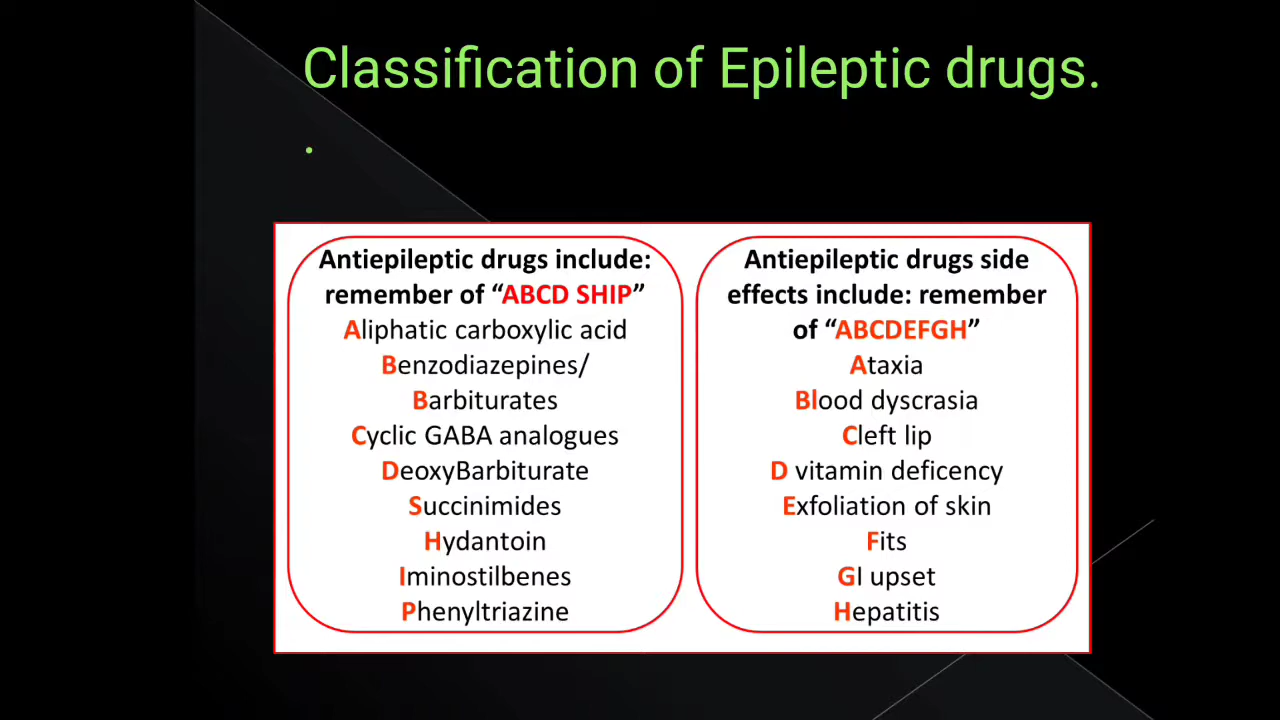 Classification of Epileptic drugs.
Antiepileptic drugs include:
remember of “ABCD SHIP”
Aliphatic carboxylic acid
Benzodiazepines/
Barbiturates
Cyclic GABA analogues
DeoxyBarbiturate
Succinimides
Hydantoin
Iminostilbenes
Phenyltriazine
Antiepileptic drugs side
effects include: remember
of “ABCDEFGH”
Ataxia
Blood dyscrasia
Cleft lip
D vitamin deficency
Exfoliation of skin
Fits
GI upset
Hepatitis